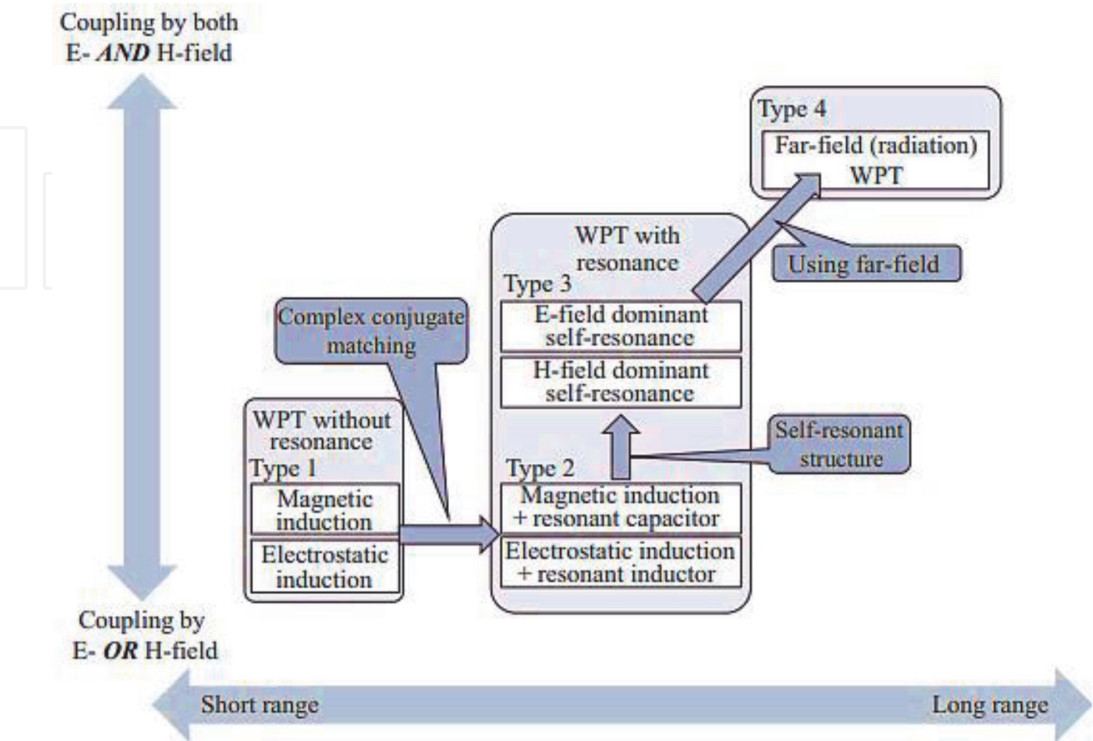 Coupling by both
E- AND H-field
Type 4
Far-field (radiation)
WPT
Using far-field
WPT with
resonance
Type 3
E-field dominant
self-resonance
H-field dominant
self-resonance
Complex conjugate
matching
WPT without
resonance
Type 1
Magnetic
induction
Electrostatic
induction
Self-resonant
structure
Type 2
Magnetic induction
+ resonant capacitor
Electrostatic induction
+ resonant inductor
Coupling by
E- OR H-field
Short range
Long range